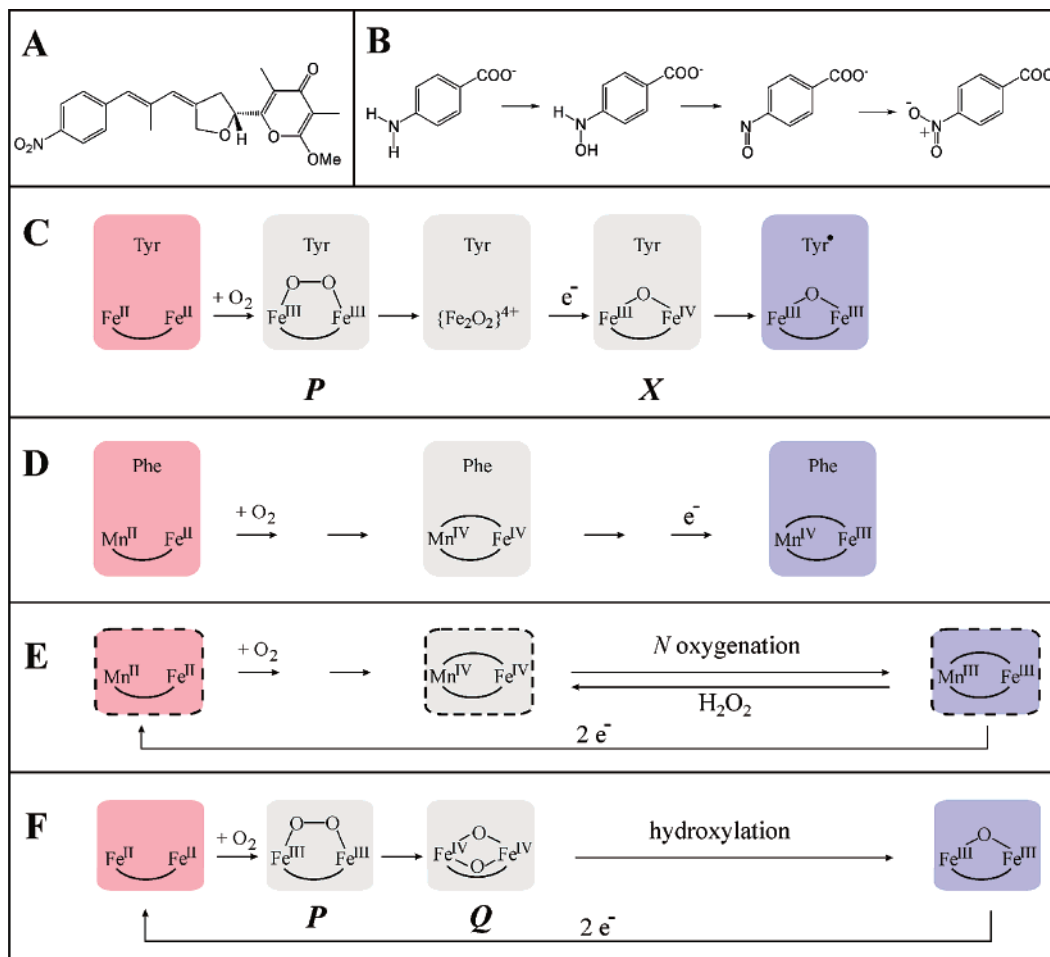 A
O
O
H
O
OMe
O₂N
B
COO⁻
N
H
H
COO⁻
H
N
OH
COO⁻
N
O
COO⁻
⁻O
N
+
O
C
Tyr
Feᴵᴵ Feᴵᴵ
+ O₂
Tyr
O—O
Feᴵᴵᴵ Feᴵᴵᴵ
P
Tyr
{Fe₂O₂}⁴⁺
e⁻
Tyr
O
Feᴵᴵᴵ Feᴵⱽ
X
Tyr•
O
Feᴵᴵᴵ Feᴵᴵᴵ
D
Phe
Mnᴵᴵ Feᴵᴵ
+ O₂
Phe
Mnᴵⱽ Feᴵⱽ
e⁻
Phe
Mnᴵⱽ Feᴵᴵᴵ
E
Mnᴵᴵ Feᴵᴵ
+ O₂
Mnᴵⱽ Feᴵⱽ
N oxygenation
H₂O₂
Mnᴵᴵᴵ Feᴵᴵᴵ
2 e⁻
F
Feᴵᴵ Feᴵᴵ
+ O₂
O—O
Feᴵᴵᴵ Feᴵᴵᴵ
P
O
Feᴵⱽ Feᴵⱽ
O
Q
hydroxylation
O
Feᴵᴵᴵ Feᴵᴵᴵ
2 e⁻